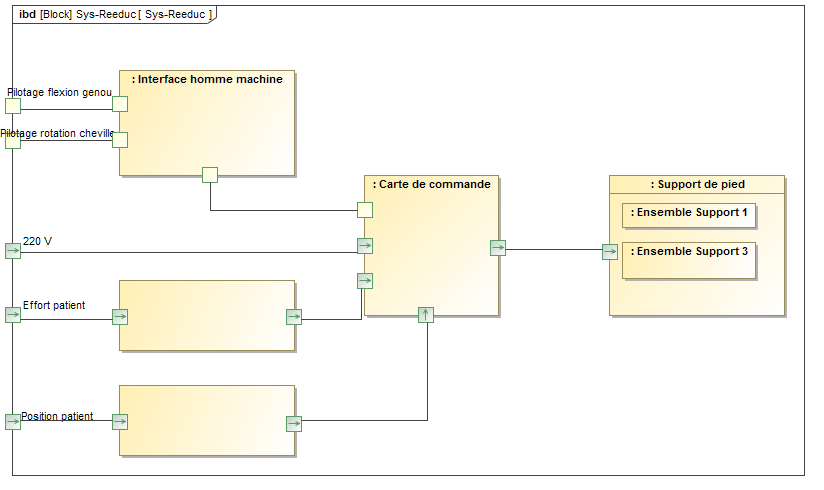 ibd [Block] Sys-Reeduc [ Sys-Reeduc ]
: Interface homme machine
Pilotage flexion genou
Pilotage rotation cheville
: Carte de commande
: Support de pied
: Ensemble Support 1
220 V
: Ensemble Support 3
Effort patient
Position patient